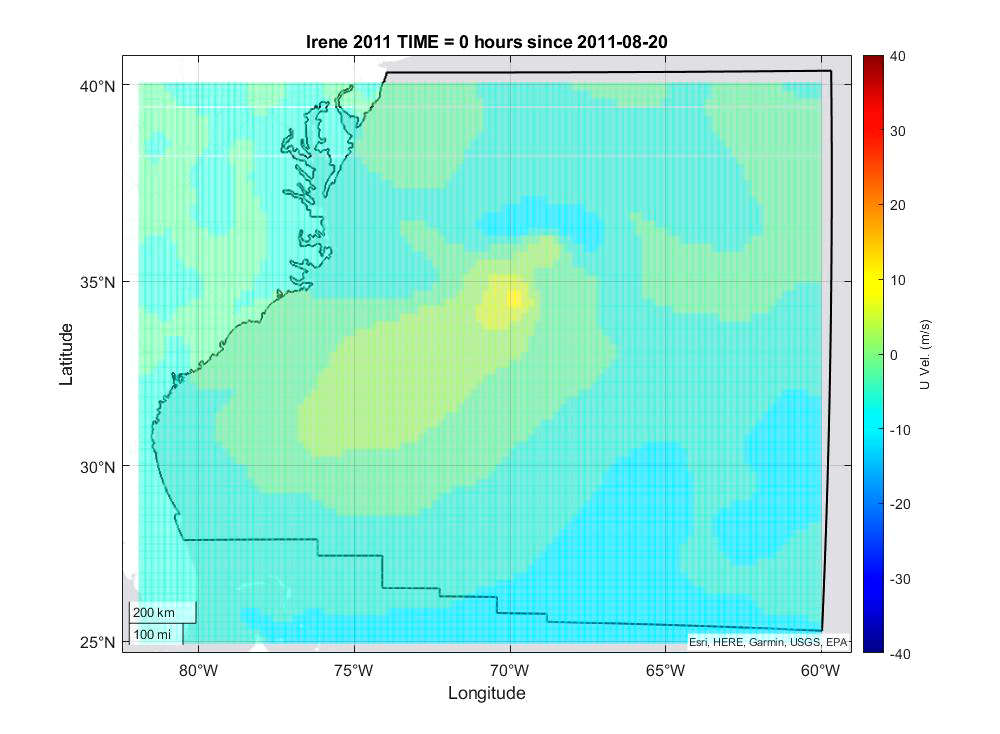 Irene 2011 TIME = 0 hours since 2011-08-20
40°N
35°N
30°N
25°N
Latitude
80°W
75°W
70°W
65°W
60°W
Longitude
200 km
100 mi
Esri, HERE, Garmin, USGS, EPA
40
30
20
10
0
-10
-20
-30
-40
U Vel. (m/s)